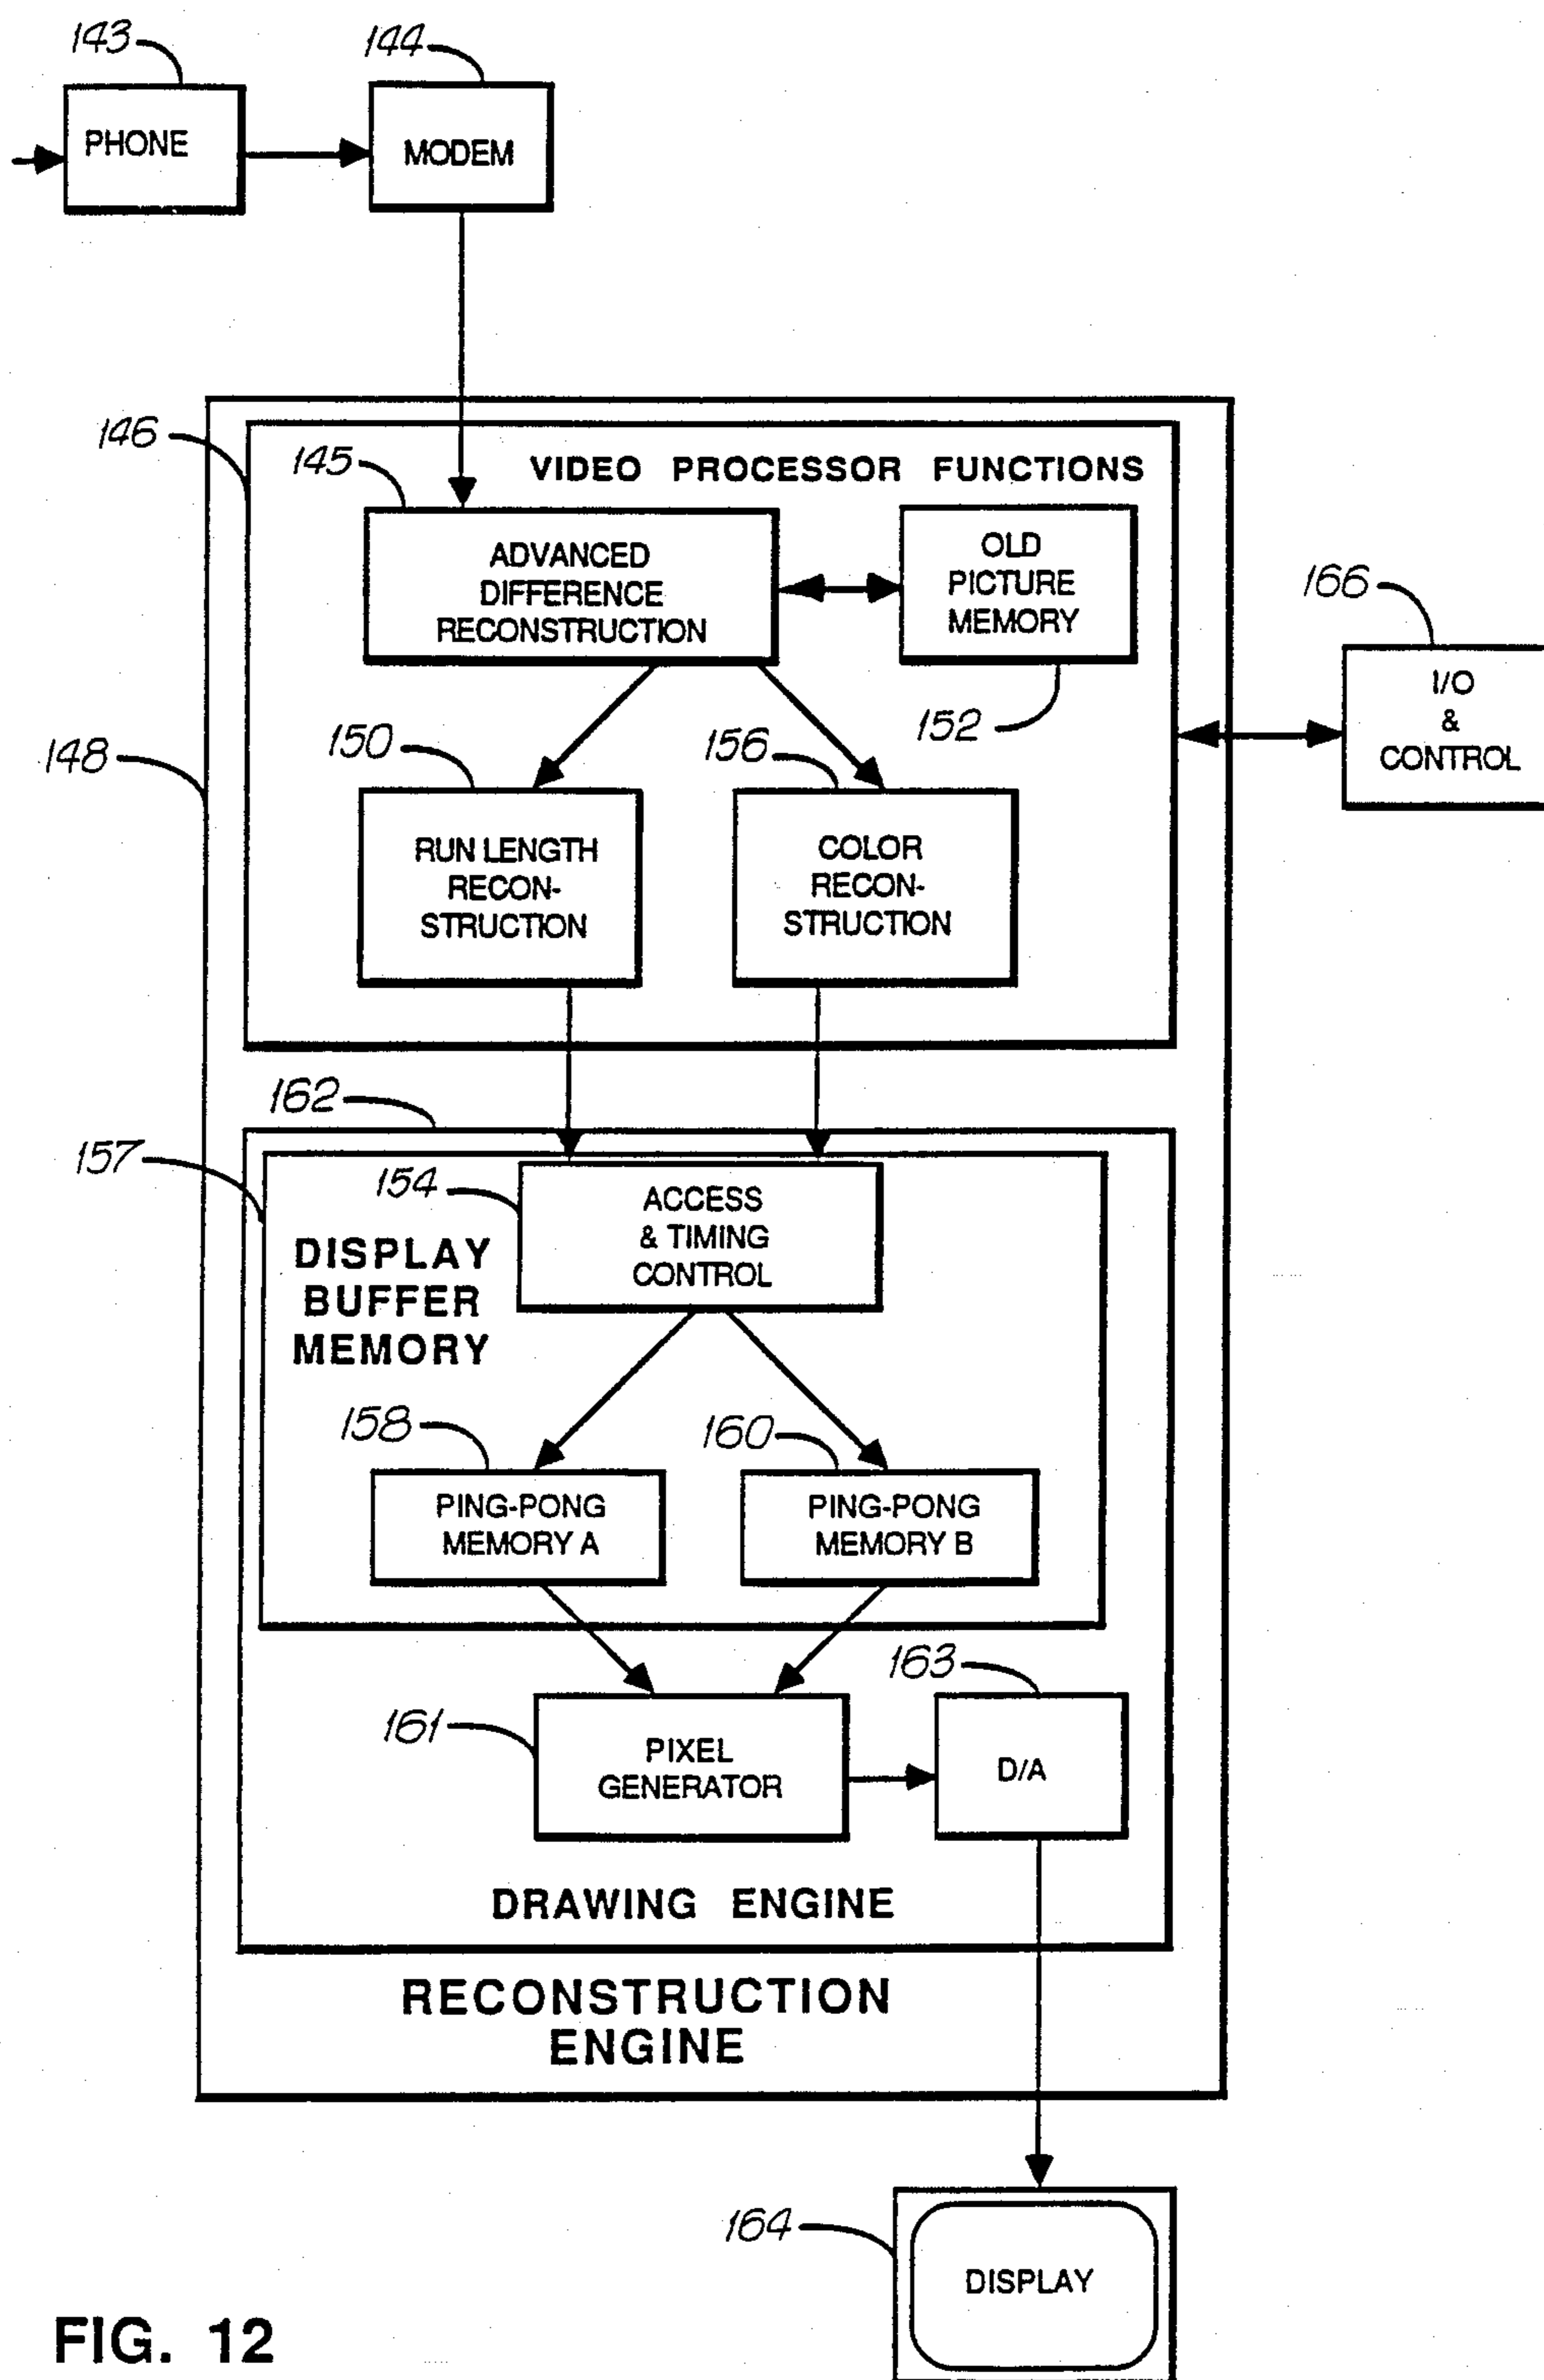 143
144
PHONE
MODEM
146
145
VIDEO PROCESSOR FUNCTIONS
ADVANCED
DIFFERENCE
RECONSTRUCTION
OLD
PICTURE
MEMORY
166
I/O
&
CONTROL
148
150
156
152
RUN LENGTH
RECON-
STRUCTION
COLOR
RECON-
STRUCTION
162
157
154
ACCESS
& TIMING
CONTROL
DISPLAY
BUFFER
MEMORY
158
160
PING-PONG
MEMORY A
PING-PONG
MEMORY B
163
161
PIXEL
GENERATOR
D/A
DRAWING ENGINE
RECONSTRUCTION
ENGINE
164
DISPLAY
FIG. 12